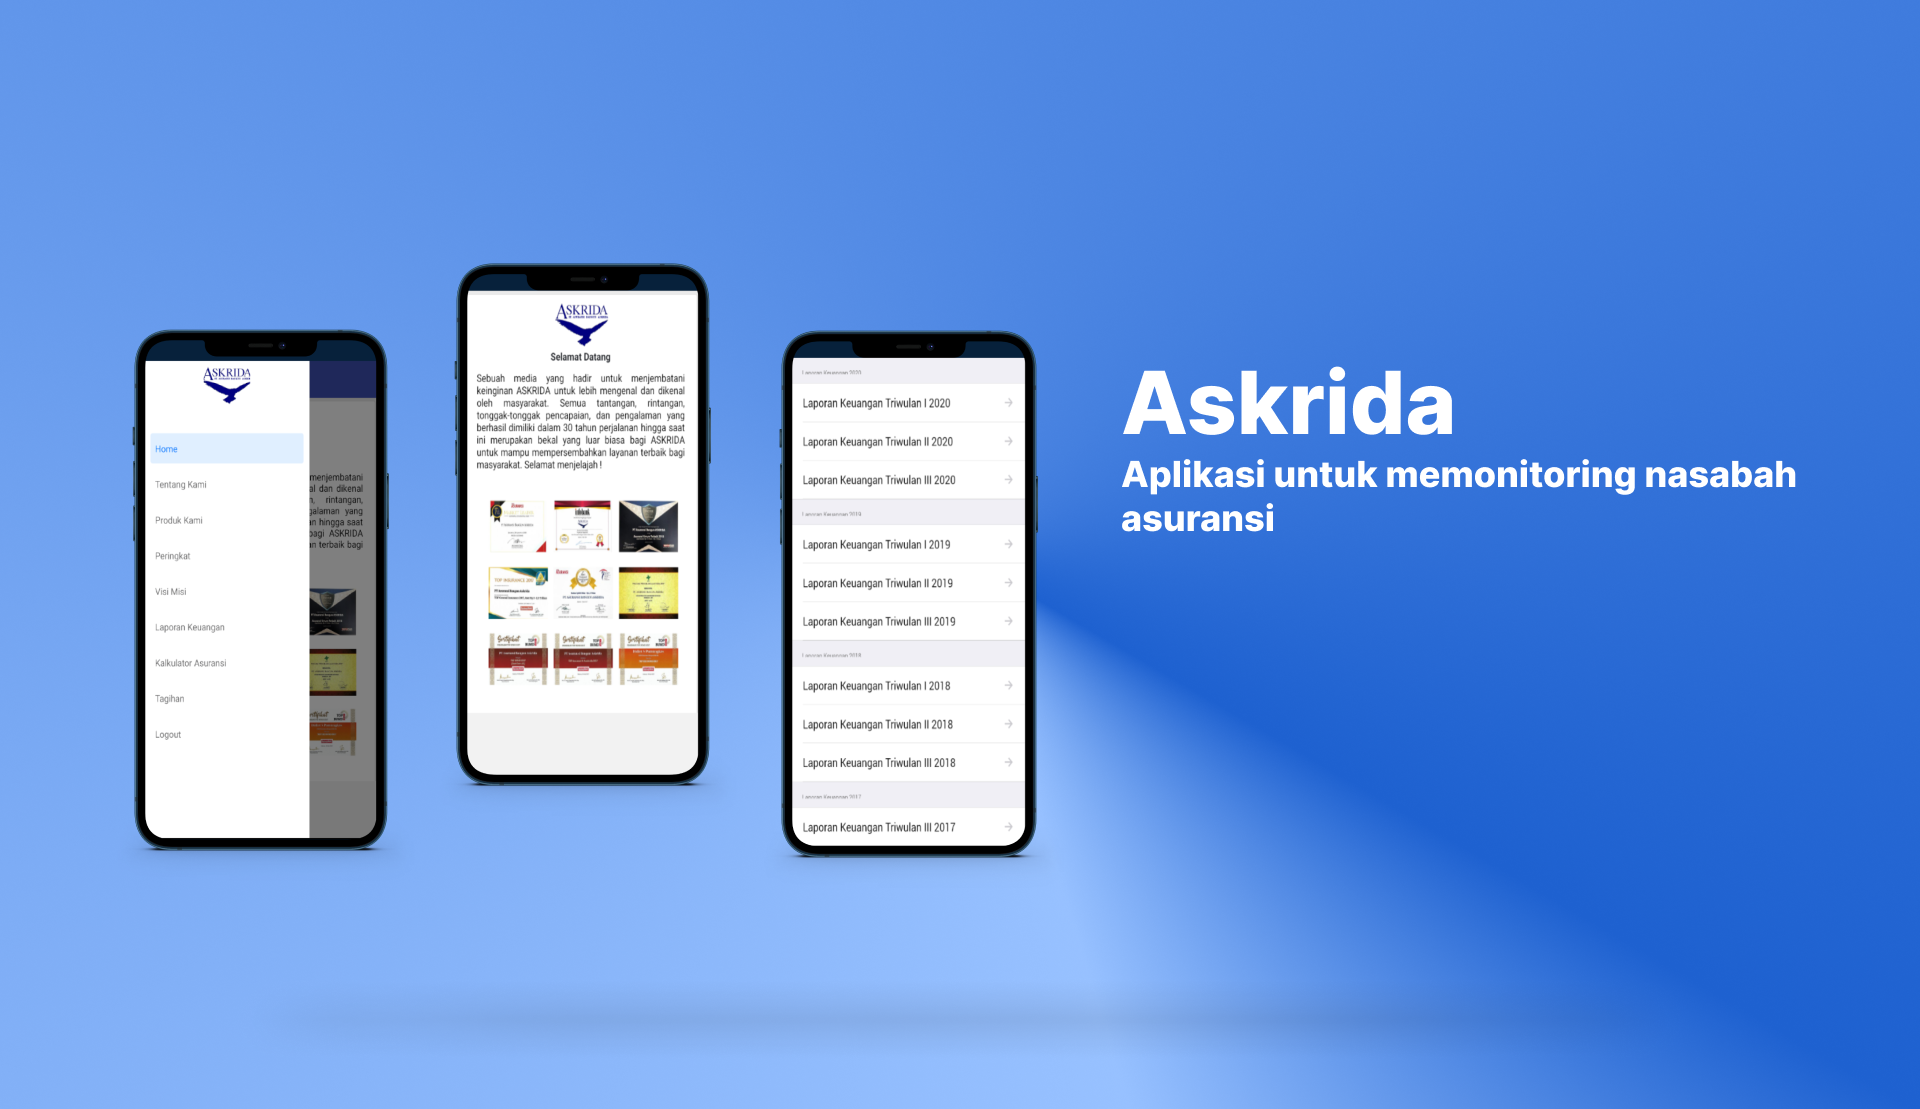 ASKRIDA
Home
Tentang Kami
Produk Kami
Peringkat
Visi Misi
Laporan Keuangan
Kalkulator Asuransi
Tagihan
Logout
menjembatani
dan dikenal
rintangan,
yang
hingga saat
ASKRIDA
terbaik bagi
ASKRIDA
Selamat Datang
Sebuah media yang hadir untuk menjembatani
keinginan ASKRIDA untuk lebih mengenal dan dikenal
oleh masyarakat. Semua tantangan, rintangan,
tonggak-tonggak pencapaian, dan pengalaman yang
berhasil dimiliki dalam 30 tahun perjalanan hingga saat
ini merupakan bekal yang luar biasa bagi ASKRIDA
untuk mampu mempersembahkan layanan terbaik bagi
masyarakat. Selamat menjelajah !
Laporan Keuangan 2020
Laporan Keuangan Triwulan I 2020
Laporan Keuangan Triwulan II 2020
Laporan Keuangan Triwulan III 2020
Laporan Keuangan 2019
Laporan Keuangan Triwulan I 2019
Laporan Keuangan Triwulan II 2019
Laporan Keuangan Triwulan III 2019
Laporan Keuangan 2018
Laporan Keuangan Triwulan I 2018
Laporan Keuangan Triwulan II 2018
Laporan Keuangan Triwulan III 2018
Laporan Keuangan 2017
Laporan Keuangan Triwulan III 2017
Askrida
Aplikasi untuk memonitoring nasabah
asuransi